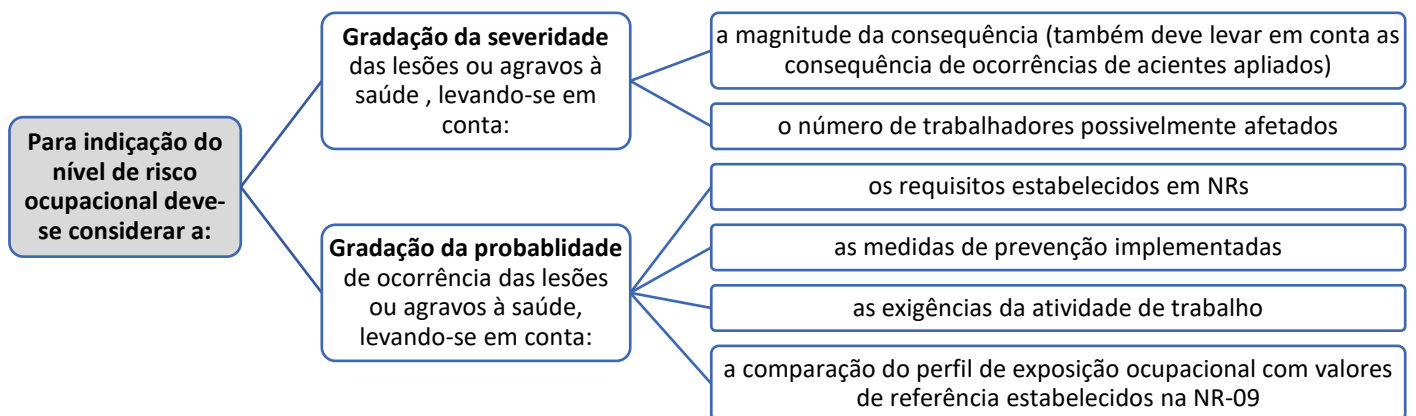 Para indicação do
nível de risco
ocupacional deve-
se considerar a:
Gradação da severidade
das lesões ou agravos à
saúde , levando-se em
conta:
a magnitude da consequência (também deve levar em conta as
consequência de ocorrências de acientes apliados)
o número de trabalhadores possivelmente afetados
Gradação da probablidade
de ocorrência das lesões
ou agravos à saúde,
levando-se em conta:
os requisitos estabelecidos em NRs
as medidas de prevenção implementadas
as exigências da atividade de trabalho
a comparação do perfil de exposição ocupacional com valores
de referência estabelecidos na NR-09